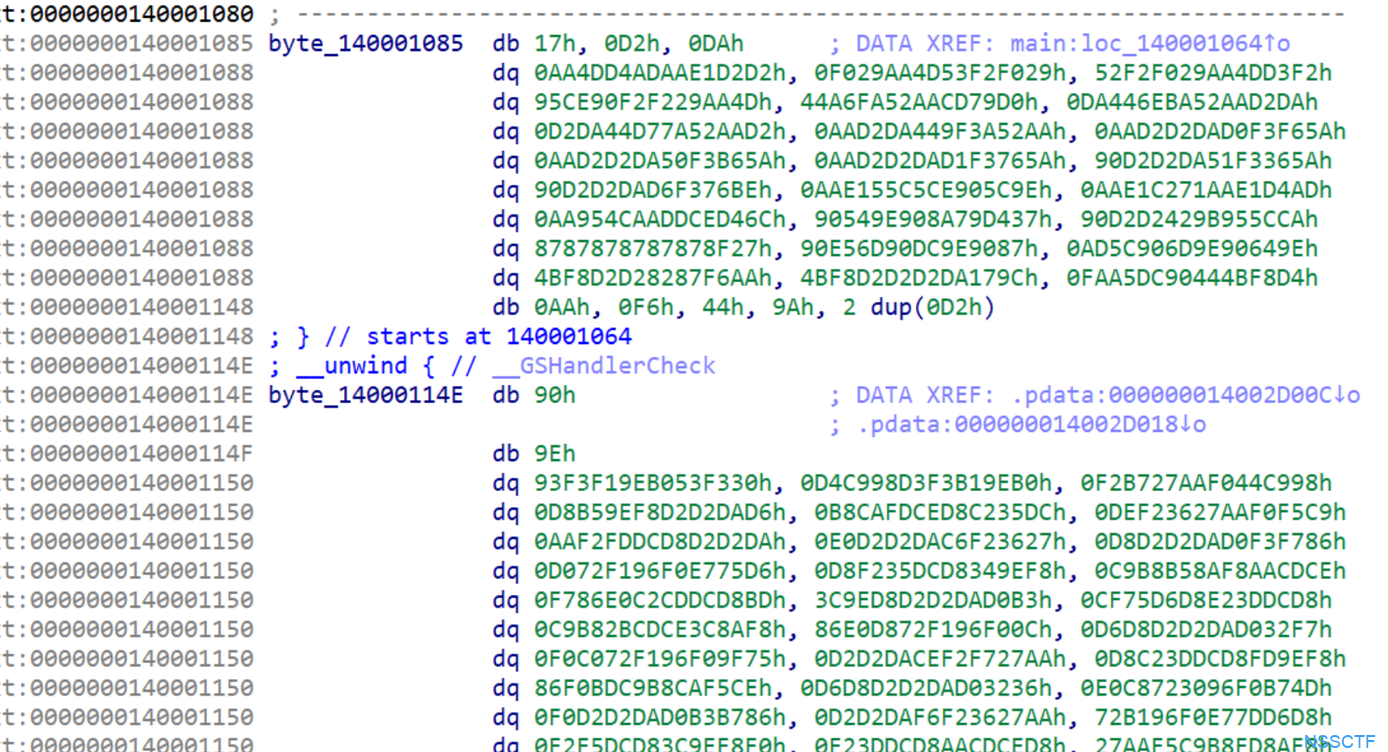 t:0000000140001080 ; ---------------------------------------------------------------------------
t:0000000140001085 byte_140001085 db 17h, 0D2h, 0DAh ; DATA XREF: main:loc_140001064↑o
t:0000000140001088 dq 0AA4DD4ADAAE1D2D2h, 0F029AA4D53F2F029h, 52F2F029AA4DD3F2h
t:0000000140001088 dq 95CE90F2F229AA4Dh, 44A6FA52AACD79D0h, 0DA446EBA52AAD2DAh
t:0000000140001088 dq 0D2DA44D77A52AAD2h, 0AAD2DA449F3A52AAh, 0AAD2D2DAD0F3F65Ah
t:0000000140001088 dq 0AAD2D2DA50F3B65Ah, 0AAD2D2DAD1F3765Ah, 90D2D2DA51F3365Ah
t:0000000140001088 dq 90D2D2DAD6F376BEh, 0AAE155C5CE905C9Eh, 0AAE1C271AAE1D4ADh
t:0000000140001088 dq 0AA954CAADDCED46Ch, 90549E908A79D437h, 90D2D2429B955CCAh
t:0000000140001088 dq 8787878787878F27h, 90E56D90DC9E9087h, 0AD5C906D9E90649Eh
t:0000000140001088 dq 4BF8D2D28287F6AAh, 4BF8D2D2D2DA179Ch, 0FAA5DC90444BF8D4h
t:0000000140001148 db 0AAh, 0F6h, 44h, 9Ah, 2 dup(0D2h)
t:0000000140001148 ; } // starts at 140001064
t:000000014000114E ; __unwind { // __GSHandlerCheck
t:000000014000114E byte_14000114E db 90h ; DATA XREF: .pdata:000000014002D00C↓o
t:000000014000114E ; .pdata:000000014002D018↓o
t:000000014000114F db 9Eh
t:0000000140001150 dq 93F3F19EB053F330h, 0D4C998D3F3B19EB0h, 0F2B727AAF044C998h
t:0000000140001150 dq 0D8B59EF8D2D2DAD6h, 0B8CAFDCED8C235DCh, 0DEF23627AAF0F5C9h
t:0000000140001150 dq 0AAF2FDDCD8D2D2DAh, 0E0D2D2DAC6F23627h, 0D8D2D2DAD0F3F786h
t:0000000140001150 dq 0D072F196F0E775D6h, 0D8F235DCD8349EF8h, 0C9B8B58AF8AACDCEh
t:0000000140001150 dq 0F786E0C2CDDCD8BDh, 3C9ED8D2D2DAD0B3h, 0CF75D6D8E23DDCD8h
t:0000000140001150 dq 0C9B82BCDCE3C8AF8h, 86E0D872F196F00Ch, 0D6D8D2D2DAD032F7h
t:0000000140001150 dq 0F0C072F196F09F75h, 0D2D2DACEF2F727AAh, 0D8C23DDCD8FD9EF8h
t:0000000140001150 dq 86F0BDC9B8CAF5CEh, 0D6D8D2D2DAD03236h, 0E0C8723096F0B74Dh
t:0000000140001150 dq 0F0D2D2DAD0B3B786h, 0D2D2DAF6F23627AAh, 72B196F0E77DD6D8h
NSSCTF